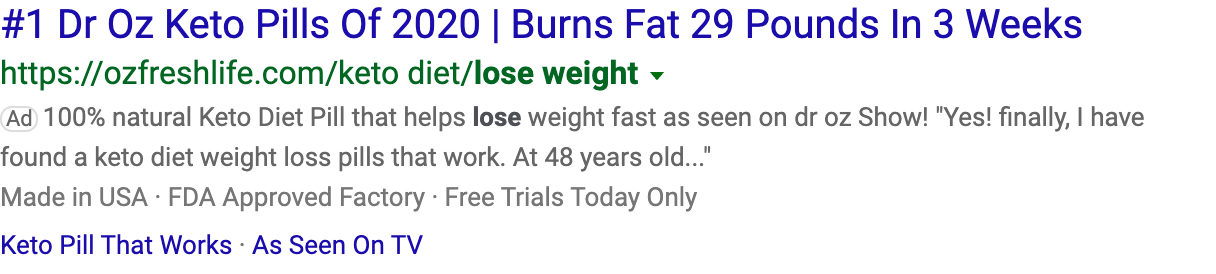 #1 Dr Oz Keto Pills Of 2020 | Burns Fat 29 Pounds In 3 Weeks
https://ozfreshlife.com/keto diet/lose weight
Ad 100% natural Keto Diet Pill that helps lose weight fast as seen on dr oz Show! "Yes! finally, I have
found a keto diet weight loss pills that work. At 48 years old..."
Made in USA · FDA Approved Factory · Free Trials Today Only
Keto Pill That Works · As Seen On TV